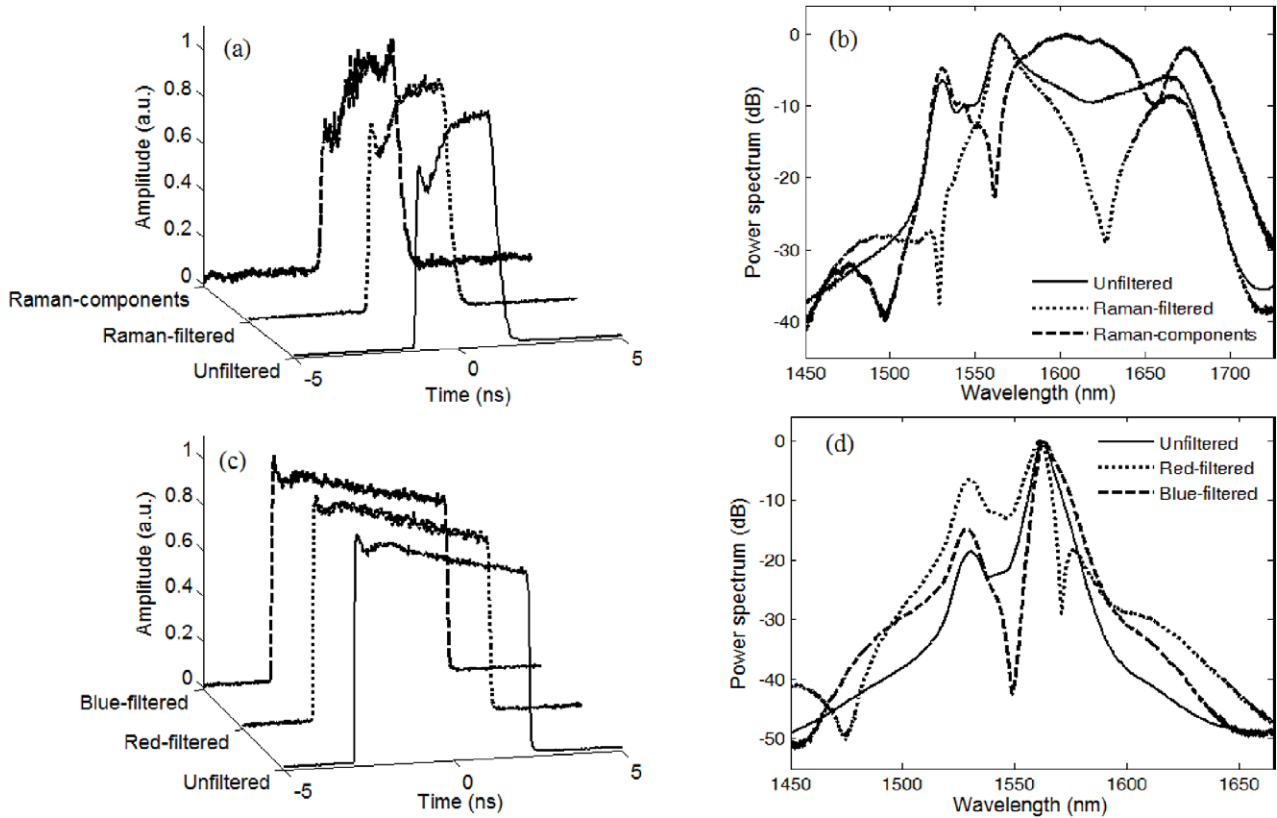 (a)
Amplitude (a.u.)
1
0.8
0.6
0.4
0.2
0
Raman-components
Raman-filtered
Unfiltered
-5
0
5
Time (ns)
(b)
Power spectrum (dB)
0
-10
-20
-30
-40
Unfiltered
Raman-filtered
Raman-components
1450
1500
1550
1600
1650
1700
Wavelength (nm)
(c)
Amplitude (a.u.)
1
0.8
0.6
0.4
0.2
0
Blue-filtered
Red-filtered
Unfiltered
-5
0
5
Time (ns)
(d)
Power spectrum (dB)
0
-10
-20
-30
-40
-50
Unfiltered
Red-filtered
Blue-filtered
1450
1500
1550
1600
1650
Wavelength (nm)